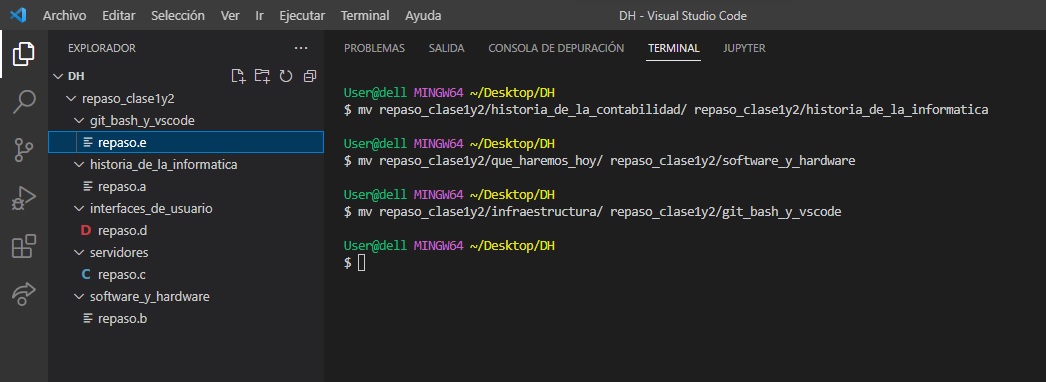 Archivo Editar Selección Ver Ir Ejecutar Terminal Ayuda DH - Visual Studio Code
EXPLORADOR ...
DH
repaso_clase1y2
git_bash_y_vscode
repaso.e
historia_de_la_informatica
repaso.a
interfaces_de_usuario
D repaso.d
servidores
C repaso.c
software_y_hardware
repaso.b
PROBLEMAS SALIDA CONSOLA DE DEPURACIÓN TERMINAL JUPYTER
User@dell MINGW64 ~/Desktop/DH
$ mv repaso_clase1y2/historia_de_la_contabilidad/ repaso_clase1y2/historia_de_la_informatica
User@dell MINGW64 ~/Desktop/DH
$ mv repaso_clase1y2/que_haremos_hoy/ repaso_clase1y2/software_y_hardware
User@dell MINGW64 ~/Desktop/DH
$ mv repaso_clase1y2/infraestructura/ repaso_clase1y2/git_bash_y_vscode
User@dell MINGW64 ~/Desktop/DH
$